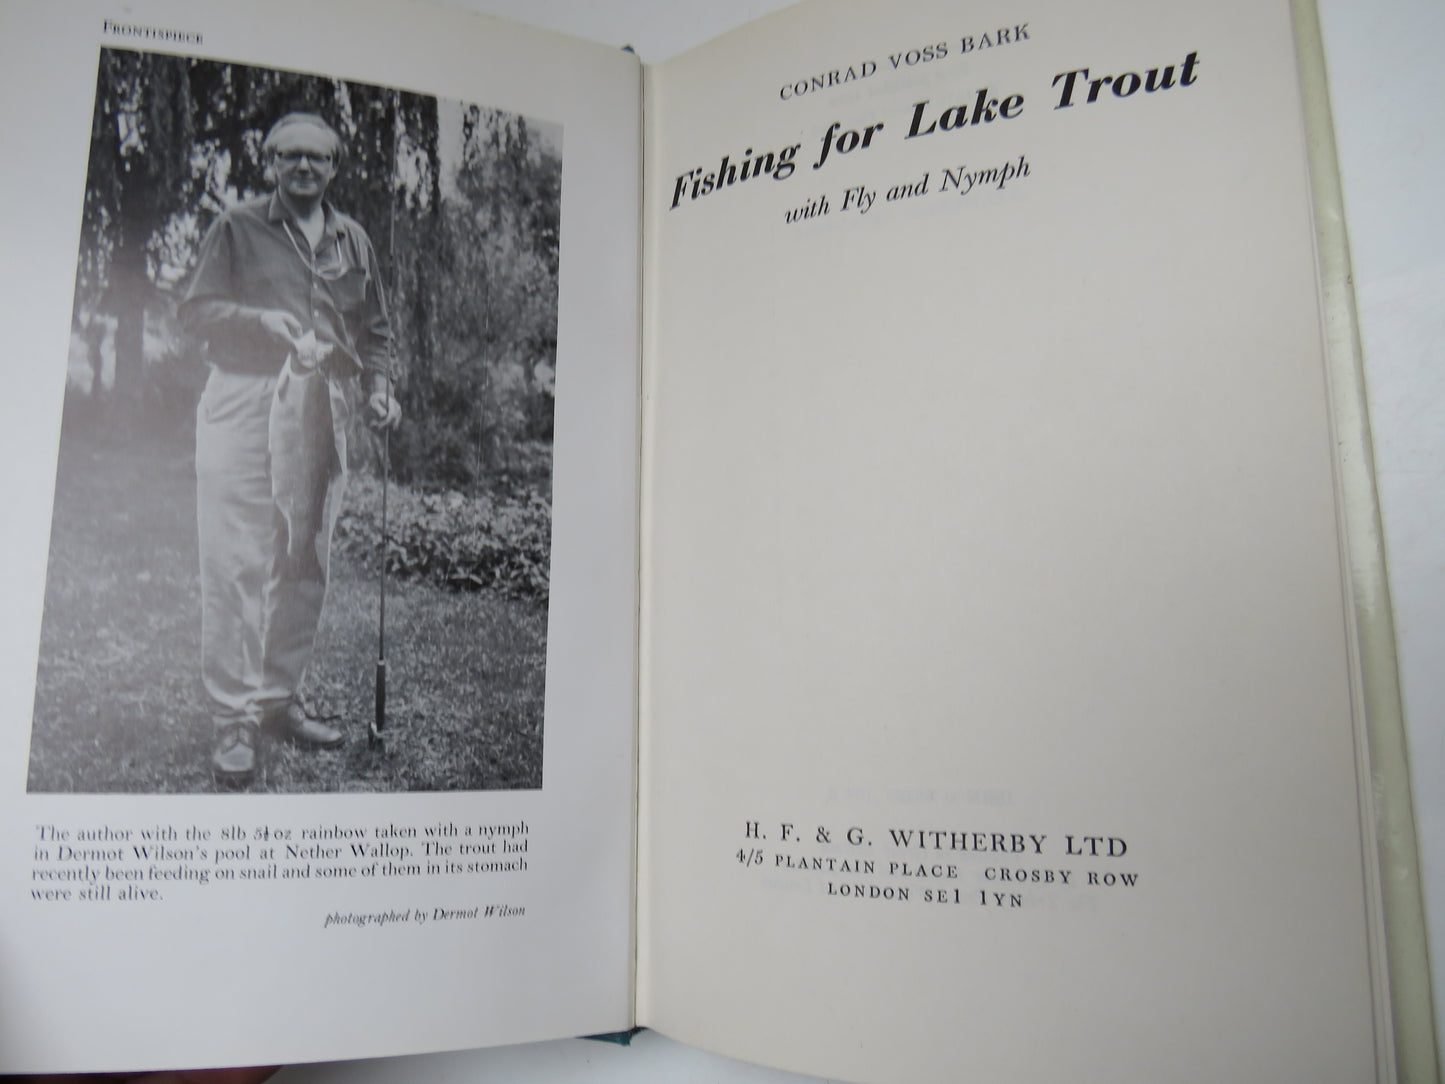 FRONTISPIECE
The author with the 8lb 5½oz rainbow taken with a nymph
in Dermot Wilson's pool at Nether Wallop. The trout had
recently been feeding on snail and some of them in its stomach
were still alive.
photographed by Dermot Wilson
CONRAD VOSS BARK
Fishing for Lake Trout
with Fly and Nymph
H. F. & G. WITHERBY LTD
4/5 PLANTAIN PLACE CROSBY ROW
LONDON SE1 1YN